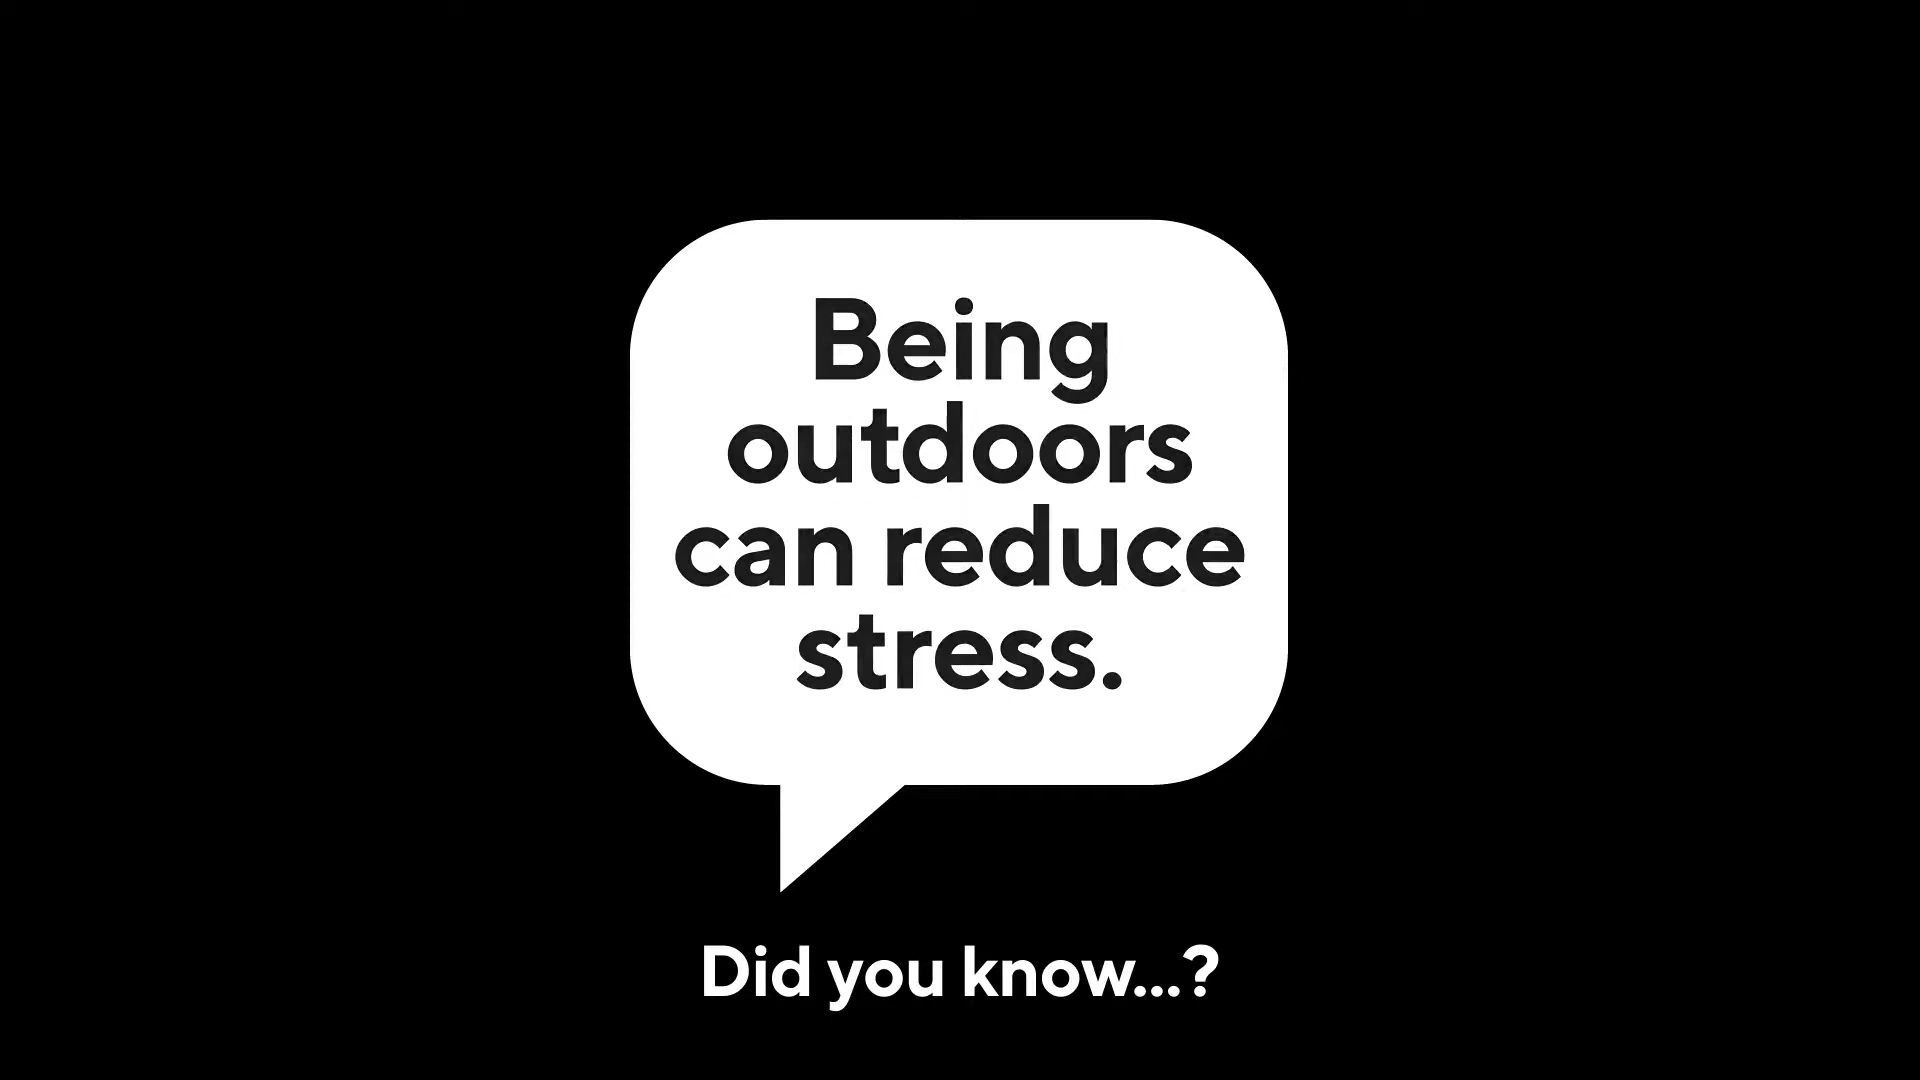 Being
outdoors
can reduce
stress.
Did you know...?